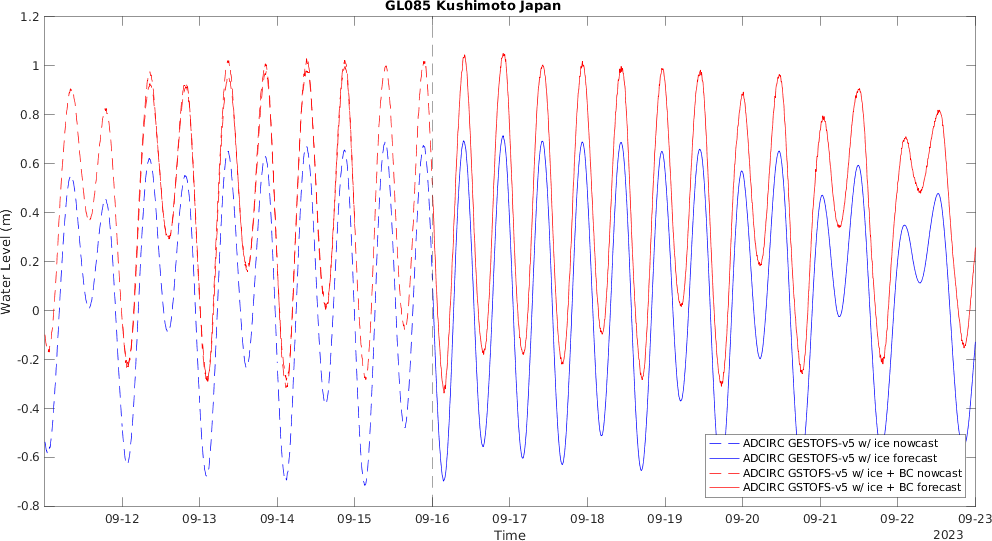 GL085 Kushimoto Japan
1.2
1
0.8
0.6
0.4
0.2
0
-0.2
-0.4
-0.6
-0.8
Water Level (m)
ADCIRC GESTOFS-v5 w/ ice nowcast
ADCIRC GESTOFS-v5 w/ ice forecast
ADCIRC GSTOFS-v5 w/ ice + BC nowcast
ADCIRC GSTOFS-v5 w/ ice + BC forecast
09-12 09-13 09-14 09-15 09-16 09-17 09-18 09-19 09-20 09-21 09-22 09-23
Time
2023